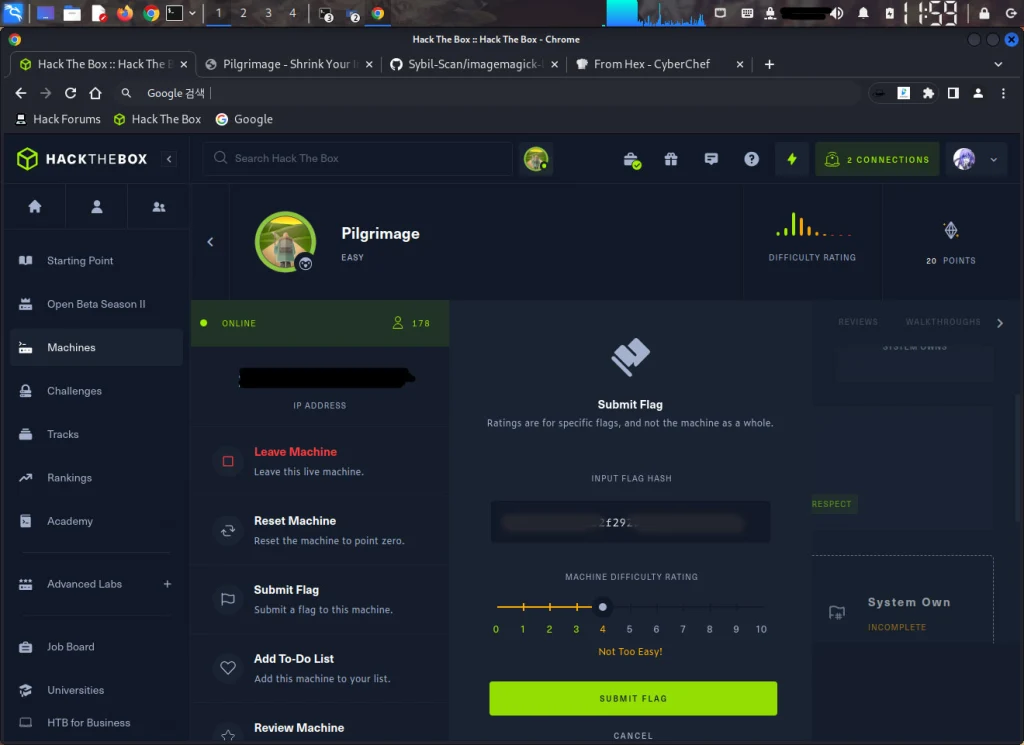 1 2 3 4 3 2 11:59
Hack The Box :: Hack The Box - Chrome
Hack The Box :: Hack The B Pilgrimage - Shrink Your I Sybil-Scan/imagemagick- From Hex - CyberChef
Google 검색
Hack Forums Hack The Box Google
HACKTHEBOX Search Hack The Box 2 CONNECTIONS
Pilgrimage
EASY
DIFFICULTY RATING
20 POINTS
Starting Point
Open Beta Season II
Machines
Challenges
Tracks
Rankings
Academy
Advanced Labs +
Job Board
Universities
HTB for Business
ONLINE 178
IP ADDRESS
Leave Machine
Leave this live machine.
Reset Machine
Reset the machine to point zero.
Submit Flag
Submit a flag to this machine.
Add To-Do List
Add this machine to your list.
Review Machine
Submit Flag
Ratings are for specific flags, and not the machine as a whole.
INPUT FLAG HASH
2f292
MACHINE DIFFICULTY RATING
0 1 2 3 4 5 6 7 8 9 10
Not Too Easy!
SUBMIT FLAG
CANCEL
REVIEWS WALKTHROUGHS
SYSTEM OWNS
RESPECT
System Own
INCOMPLETE